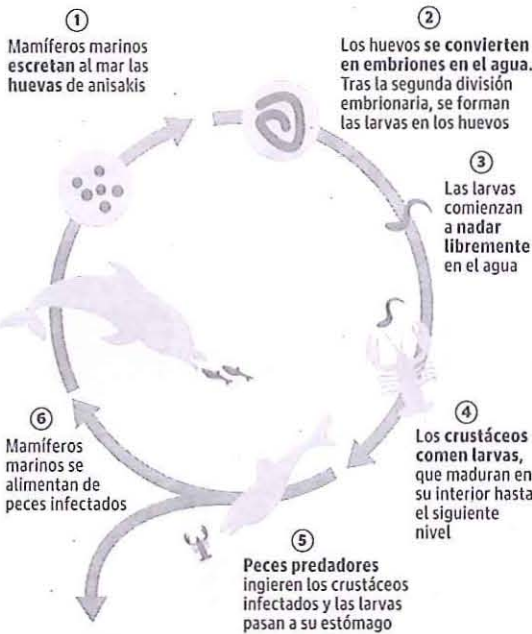 1
Mamíferos marinos
escretan al mar las
huevas de anisakis
2
Los huevos se convierten
en embriones en el agua.
Tras la segunda división
embrionaria, se forman
las larvas en los huevos
3
Las larvas
comienzan
a nadar
libremente
en el agua
4
Los crustáceos
comen larvas,
que maduran en
su interior hasta
el siguiente
nivel
5
Peces predadores
ingieren los crustáceos
infectados y las larvas
pasan a su estómago
6
Mamíferos
marinos se
alimentan de
peces infectados